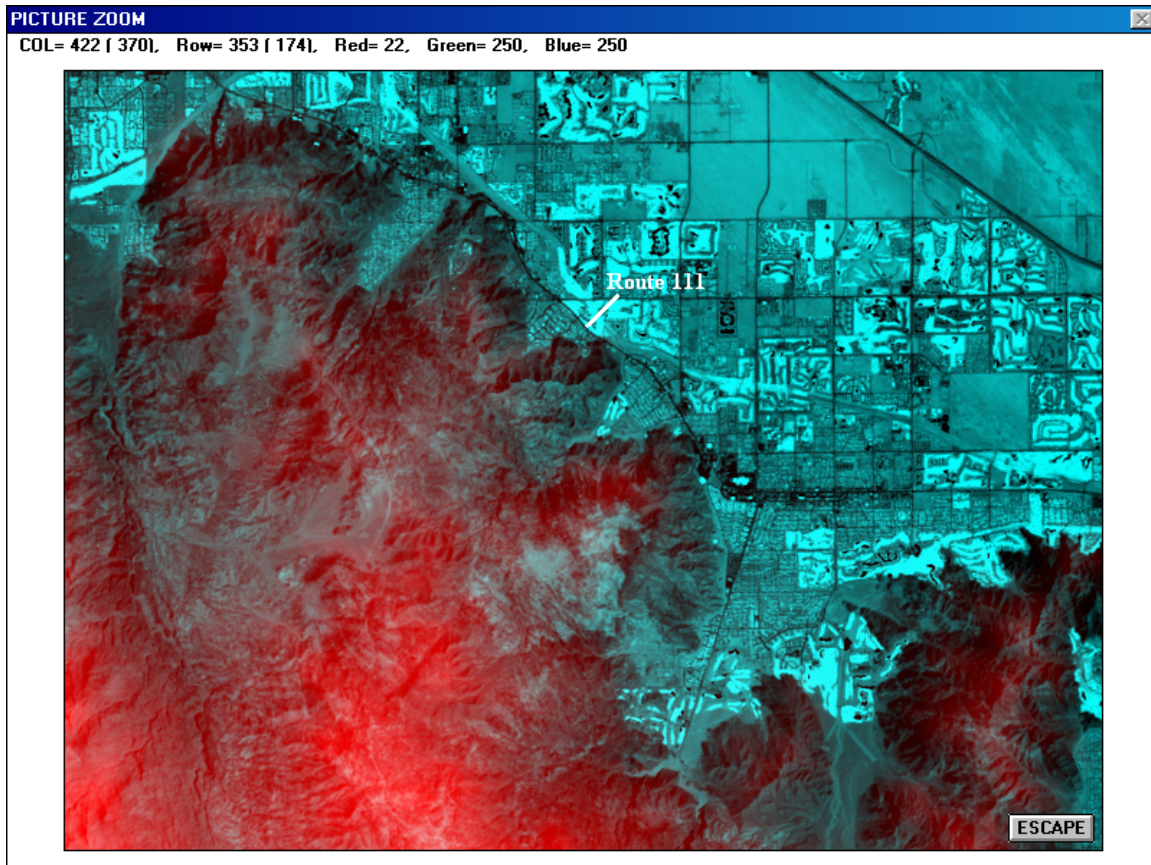 PICTURE ZOOM
COL= 422 ( 370), Row= 353 ( 174), Red= 22, Green= 250, Blue= 250
Route 111
ESCAPE